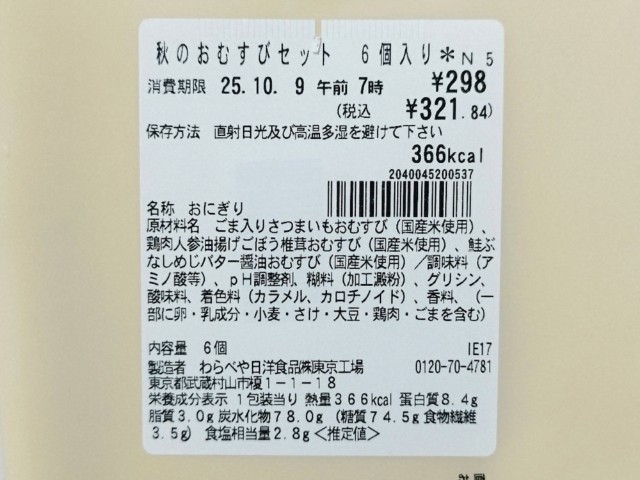 秋のおむすびセット 6個入り＊N5
消費期限 25.10. 9 午前 7時 ¥298
(税込 ¥321.84)
保存方法 直射日光及び高温多湿を避けて下さい
366kcal
2040045200537
名称 おにぎり
原材料名 ごま入りさつまいもおむすび（国産米使用）、
鶏肉人参油揚げごぼう椎茸おむすび（国産米使用）、鮭ぶ
なしめじバター醤油おむすび（国産米使用）／調味料（ア
ミノ酸等）、ｐＨ調整剤、糊料（加工澱粉）、グリシン、
酸味料、着色料（カラメル、カロチノイド）、香料、（一
部に卵・乳成分・小麦・さけ・大豆・鶏肉・ごまを含む）
内容量 6個 IE17
製造者 わらべや日洋食品㈱東京工場 0120-70-4781
東京都武蔵村山市榎１－１－１８
栄養成分表示 １包装当り 熱量３６６kcal 蛋白質８.４g
脂質３.０g 炭水化物７８.０g（糖質７４.５g 食物繊維
３.５g） 食塩相当量２.８g＜推定値＞